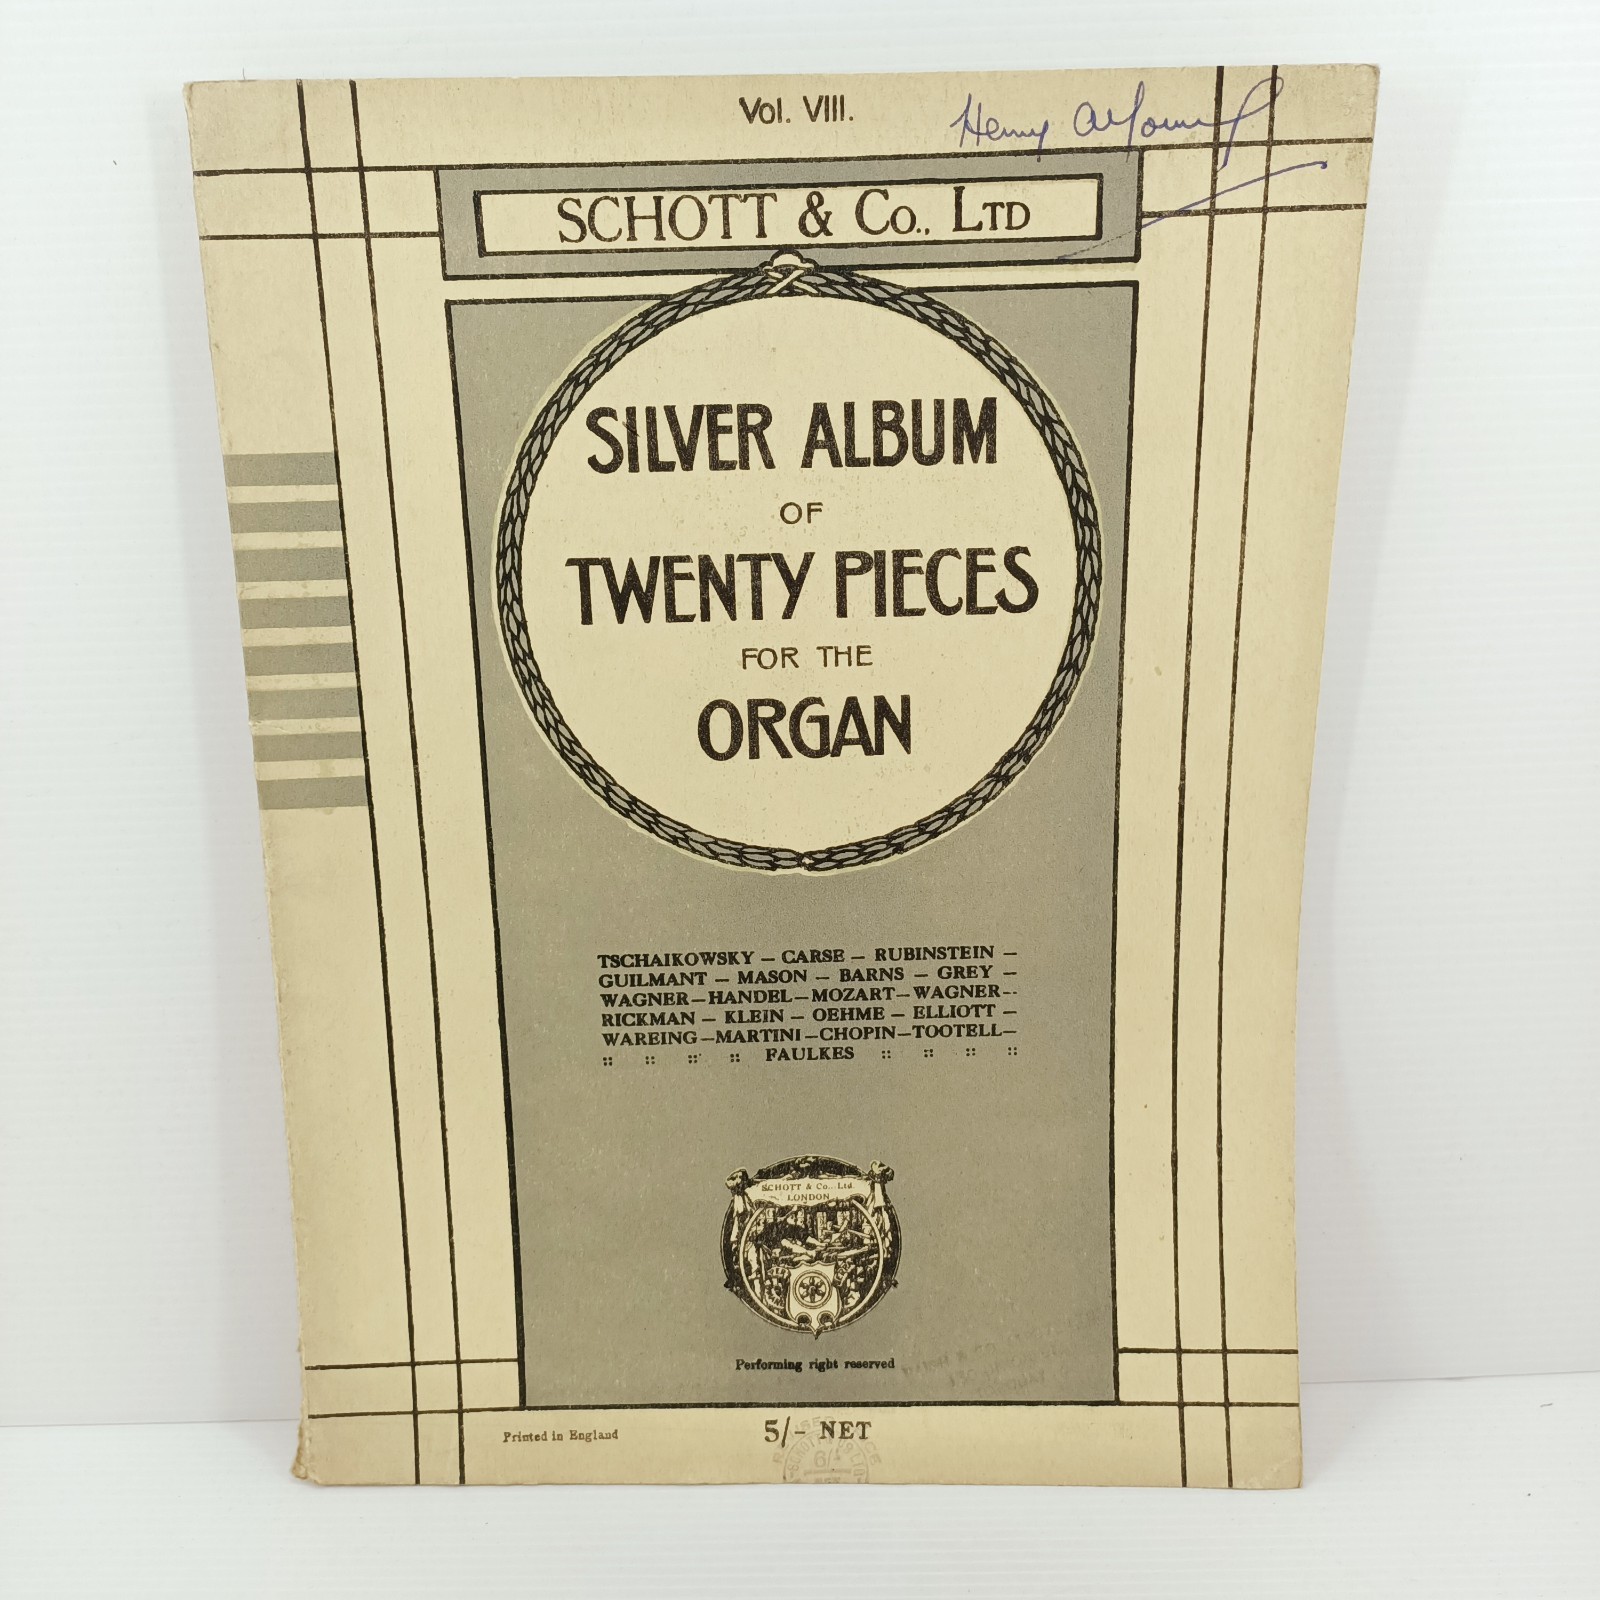 Vol. VIII.
Henry
SCHOTT & Co., LTD
SILVER ALBUM
OF
TWENTY PIECES
FOR THE
ORGAN
TSCHAIKOWSKY – CARSE – RUBINSTEIN –
GUILMANT – MASON – BARNS – GREY –
WAGNER–HANDEL–MOZART–WAGNER–
RICKMAN – KLEIN – OEHME – ELLIOTT –
WAREING–MARTINI–CHOPIN–TOOTELL–
:: :: :: :: FAULKES :: :: :: ::
SCHOTT & Co., Ltd.
LONDON
Performing right reserved
Printed in England
5/- NET